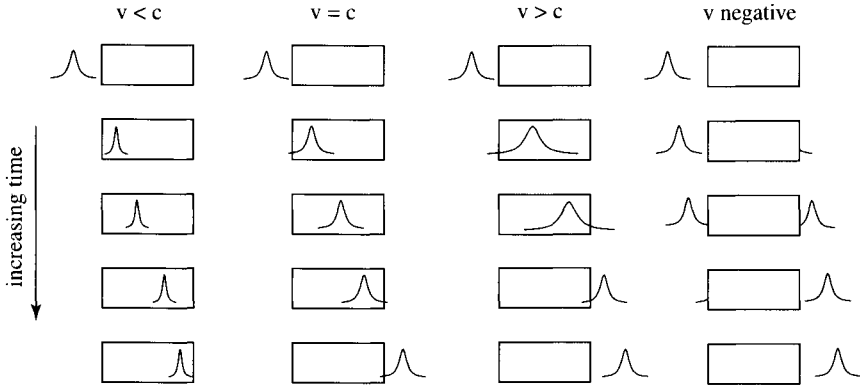 v < c
v = c
v > c
v negative
increasing time